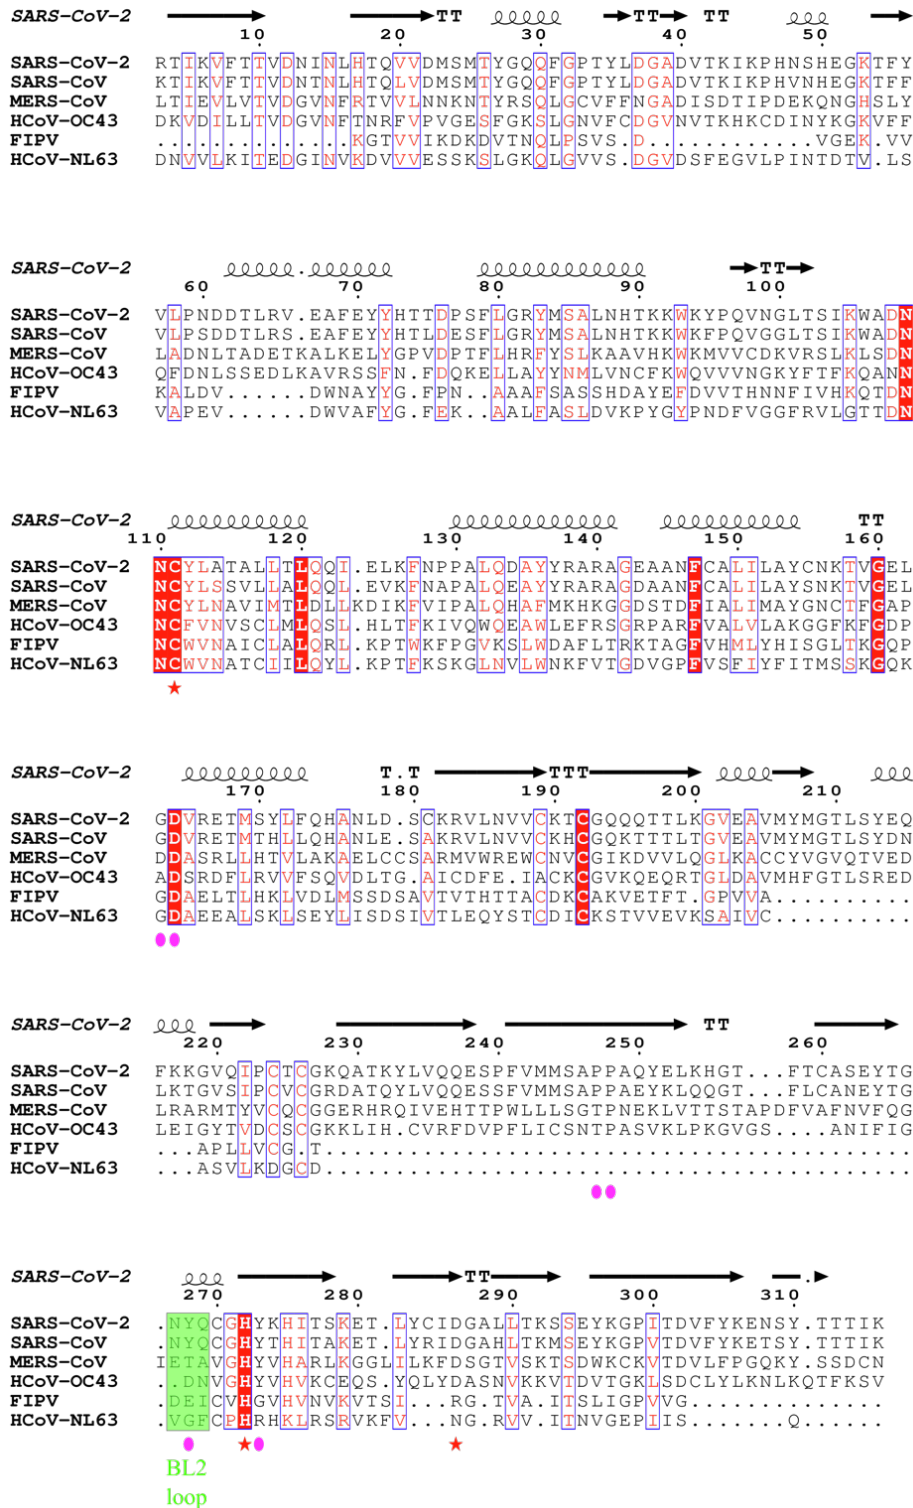 SARS-CoV-2 TT TT TT
10 20 30 40 50
SARS-CoV-2 RTIKVFTTVDNINLHTQVVDMSMTYGQQFGPTYLDGADVTKIKPHNSHEGKTFY
SARS-CoV KTIKVFTTVDNTNLHTQLVDMSMTYGQQFGPTYLDGADVTKIKPHVNHEGKTFF
MERS-CoV LTIEVLVTVDGVNFRTVVLNNKNTYRSQLGCVFFNGADISDTIPDEKQNGHSLY
HCoV-OC43 DKVDILLTVDGVNFTNRFVPVGESFGKSLGNVFCDGVNVTKHKCDINYKGKVFF
FIPV ..............KGTVVIKDKDVTNQLPSVS.D............VGEK.VV
HCoV-NL63 DNVVLKITEDGINVKDVVVESSKSLGKQLGVVS.DGVDSFEGVLPINTDTV.LS
SARS-CoV-2 . TT
60 70 80 90 100
SARS-CoV-2 VLPNDDTLRV.EAFEYYHTTDPSFLGRYMSALNHTKKWKYPQVNGLTSIKWADN
SARS-CoV VLPSDDTLRS.EAFEYYHTLDPSFLGRYMSALNHTKKWKFPQVGGLTSIKWADN
MERS-CoV LADNLTADETKALKELYGPVDPTFLHRFYSLKAAVHKWKMVVCDKVRSLKLSDN
HCoV-OC43 QFDNLSSEDLKAVRSSFN.FDQKELLAYYNMLVNCFKWQVVVNGKYFTFKQANN
FIPV KALDV......DWNAYYG.FPN..AAAFSASSHDAYEFDVVTHNNFIVHKQTDN
HCoV-NL63 VAPEV......DWVAFYG.FEK..AALFASLDVKPYGYPNDFVGGFRVLGTTDN
SARS-CoV-2 TT
110 120 130 140 150 160
SARS-CoV-2 NCYLATALLTLQQI.ELKFNPPALQDAYYRARAGEAANFCALILAYCNKTVGEL
SARS-CoV NCYLSSVLLALQQL.EVKFNAPALQEAYYRARAGDAANFCALILAYSNKTVGEL
MERS-CoV NCYLNAVIMTLDLLKDIKFVIPALQHAFMKHKGGDSTDFIALIMAYGNCTFGAP
HCoV-OC43 NCFVNVSCLMLQSL.HLTFKIVQWQEAWLEFRSGRPARFVALVLAKGGFKFGDP
FIPV NCWVNAICLALQRL.KPTWKFPGVKSLWDAFLTRKTAGFVHMLYHISGLTKGQP
HCoV-NL63 NCWVNATCIILQYL.KPTFKSKGLNVLWNKFVTGDVGPFVSFIYFITMSSKGQK
SARS-CoV-2 T.T TTT
170 180 190 200 210
SARS-CoV-2 GDVRETMSYLFQHANLD.SCKRVLNVVCKTCGQQQTTLKGVEAVMYMGTLSYEQ
SARS-CoV GDVRETMTHLLQHANLE.SAKRVLNVVCKHCGQKTTTLTGVEAVMYMGTLSYDN
MERS-CoV DDASRLLHTVLAKAELCCSARMVWREWCNVCGIKDVVLQGLKACCYVGVQTVED
HCoV-OC43 ADSRDFLRVVFSQVDLTG.AICDFE.IACKCGVKQEQRTGLDAVMHFGTLSRED
FIPV GDAELTLHKLVDLMSSDSAVTVTHTTACDKCAKVETFT.GPVVA..........
HCoV-NL63 GDAEEALSKLSEYLISDSIVTLEQYSTCDICKSTVVEVKSAIVC..........
SARS-CoV-2 TT
220 230 240 250 260
SARS-CoV-2 FKKGVQIPCTCGKQATKYLVQQESPFVMMSAPPAQYELKHGT...FTCASEYTG
SARS-CoV LKTGVSIPCVCGRDATQYLVQQESSFVMMSAPPAEYKLQQGT...FLCANEYTG
MERS-CoV LRARMTYVCQCGGERHRQIVEHTTPWLLLSGTPNEKLVTTSTAPDFVAFNVFQG
HCoV-OC43 LEIGYTVDCSCGKKLIH.CVRFDVPFLICSNTPASVKLPKGVGS....ANIFIG
FIPV ...APLLVCG.T..........................................
HCoV-NL63 ...ASVLKDGCD..........................................
SARS-CoV-2 TT .
270 280 290 300 310
SARS-CoV-2 .NYQCGHYKHITSKET.LYCIDGALLTKSSEYKGPITDVFYKENSY.TTTIK
SARS-CoV .NYQCGHYTHITAKET.LYRIDGAHLTKMSEYKGPVTDVFYKETSY.TTTIK
MERS-CoV IETAVGHYVHARLKGGLILKFDSGTVSKTSDWKCKVTDVLFPGQKY.SSDCN
HCoV-OC43 ..DNVGHYVHVKCEQS.YQLYDASNVKKVTDVTGKLSDCLYLKNLKQTFKSV
FIPV .DEICVHGVHVNVKVTSI...RG.TVA.ITSLIGPVVG..............
HCoV-NL63 .VGFCPHRHKLRSRVKFV...NG.RVV.ITNVGEPIIS.......Q......
BL2
loop